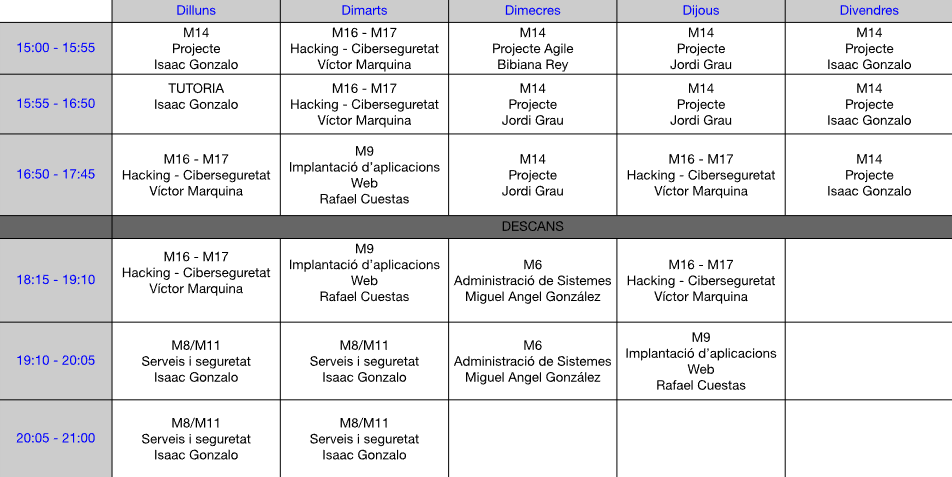 Dilluns Dimarts Dimecres Dijous Divendres
15:00 - 15:55
M14
Projecte
Isaac Gonzalo
M16 - M17
Hacking - Ciberseguretat
Víctor Marquina
M14
Projecte Agile
Bibiana Rey
M14
Projecte
Jordi Grau
M14
Projecte
Isaac Gonzalo
15:55 - 16:50
TUTORIA
Isaac Gonzalo
M16 - M17
Hacking - Ciberseguretat
Víctor Marquina
M14
Projecte
Jordi Grau
M14
Projecte
Jordi Grau
M14
Projecte
Isaac Gonzalo
16:50 - 17:45
M16 - M17
Hacking - Ciberseguretat
Víctor Marquina
M9
Implantació d'aplicacions
Web
Rafael Cuestas
M14
Projecte
Jordi Grau
M16 - M17
Hacking - Ciberseguretat
Víctor Marquina
M14
Projecte
Isaac Gonzalo
DESCANS
18:15 - 19:10
M16 - M17
Hacking - Ciberseguretat
Víctor Marquina
M9
Implantació d'aplicacions
Web
Rafael Cuestas
M6
Administració de Sistemes
Miguel Angel González
M16 - M17
Hacking - Ciberseguretat
Víctor Marquina
19:10 - 20:05
M8/M11
Serveis i seguretat
Isaac Gonzalo
M8/M11
Serveis i seguretat
Isaac Gonzalo
M6
Administració de Sistemes
Miguel Angel González
M9
Implantació d'aplicacions
Web
Rafael Cuestas
20:05 - 21:00
M8/M11
Serveis i seguretat
Isaac Gonzalo
M8/M11
Serveis i seguretat
Isaac Gonzalo